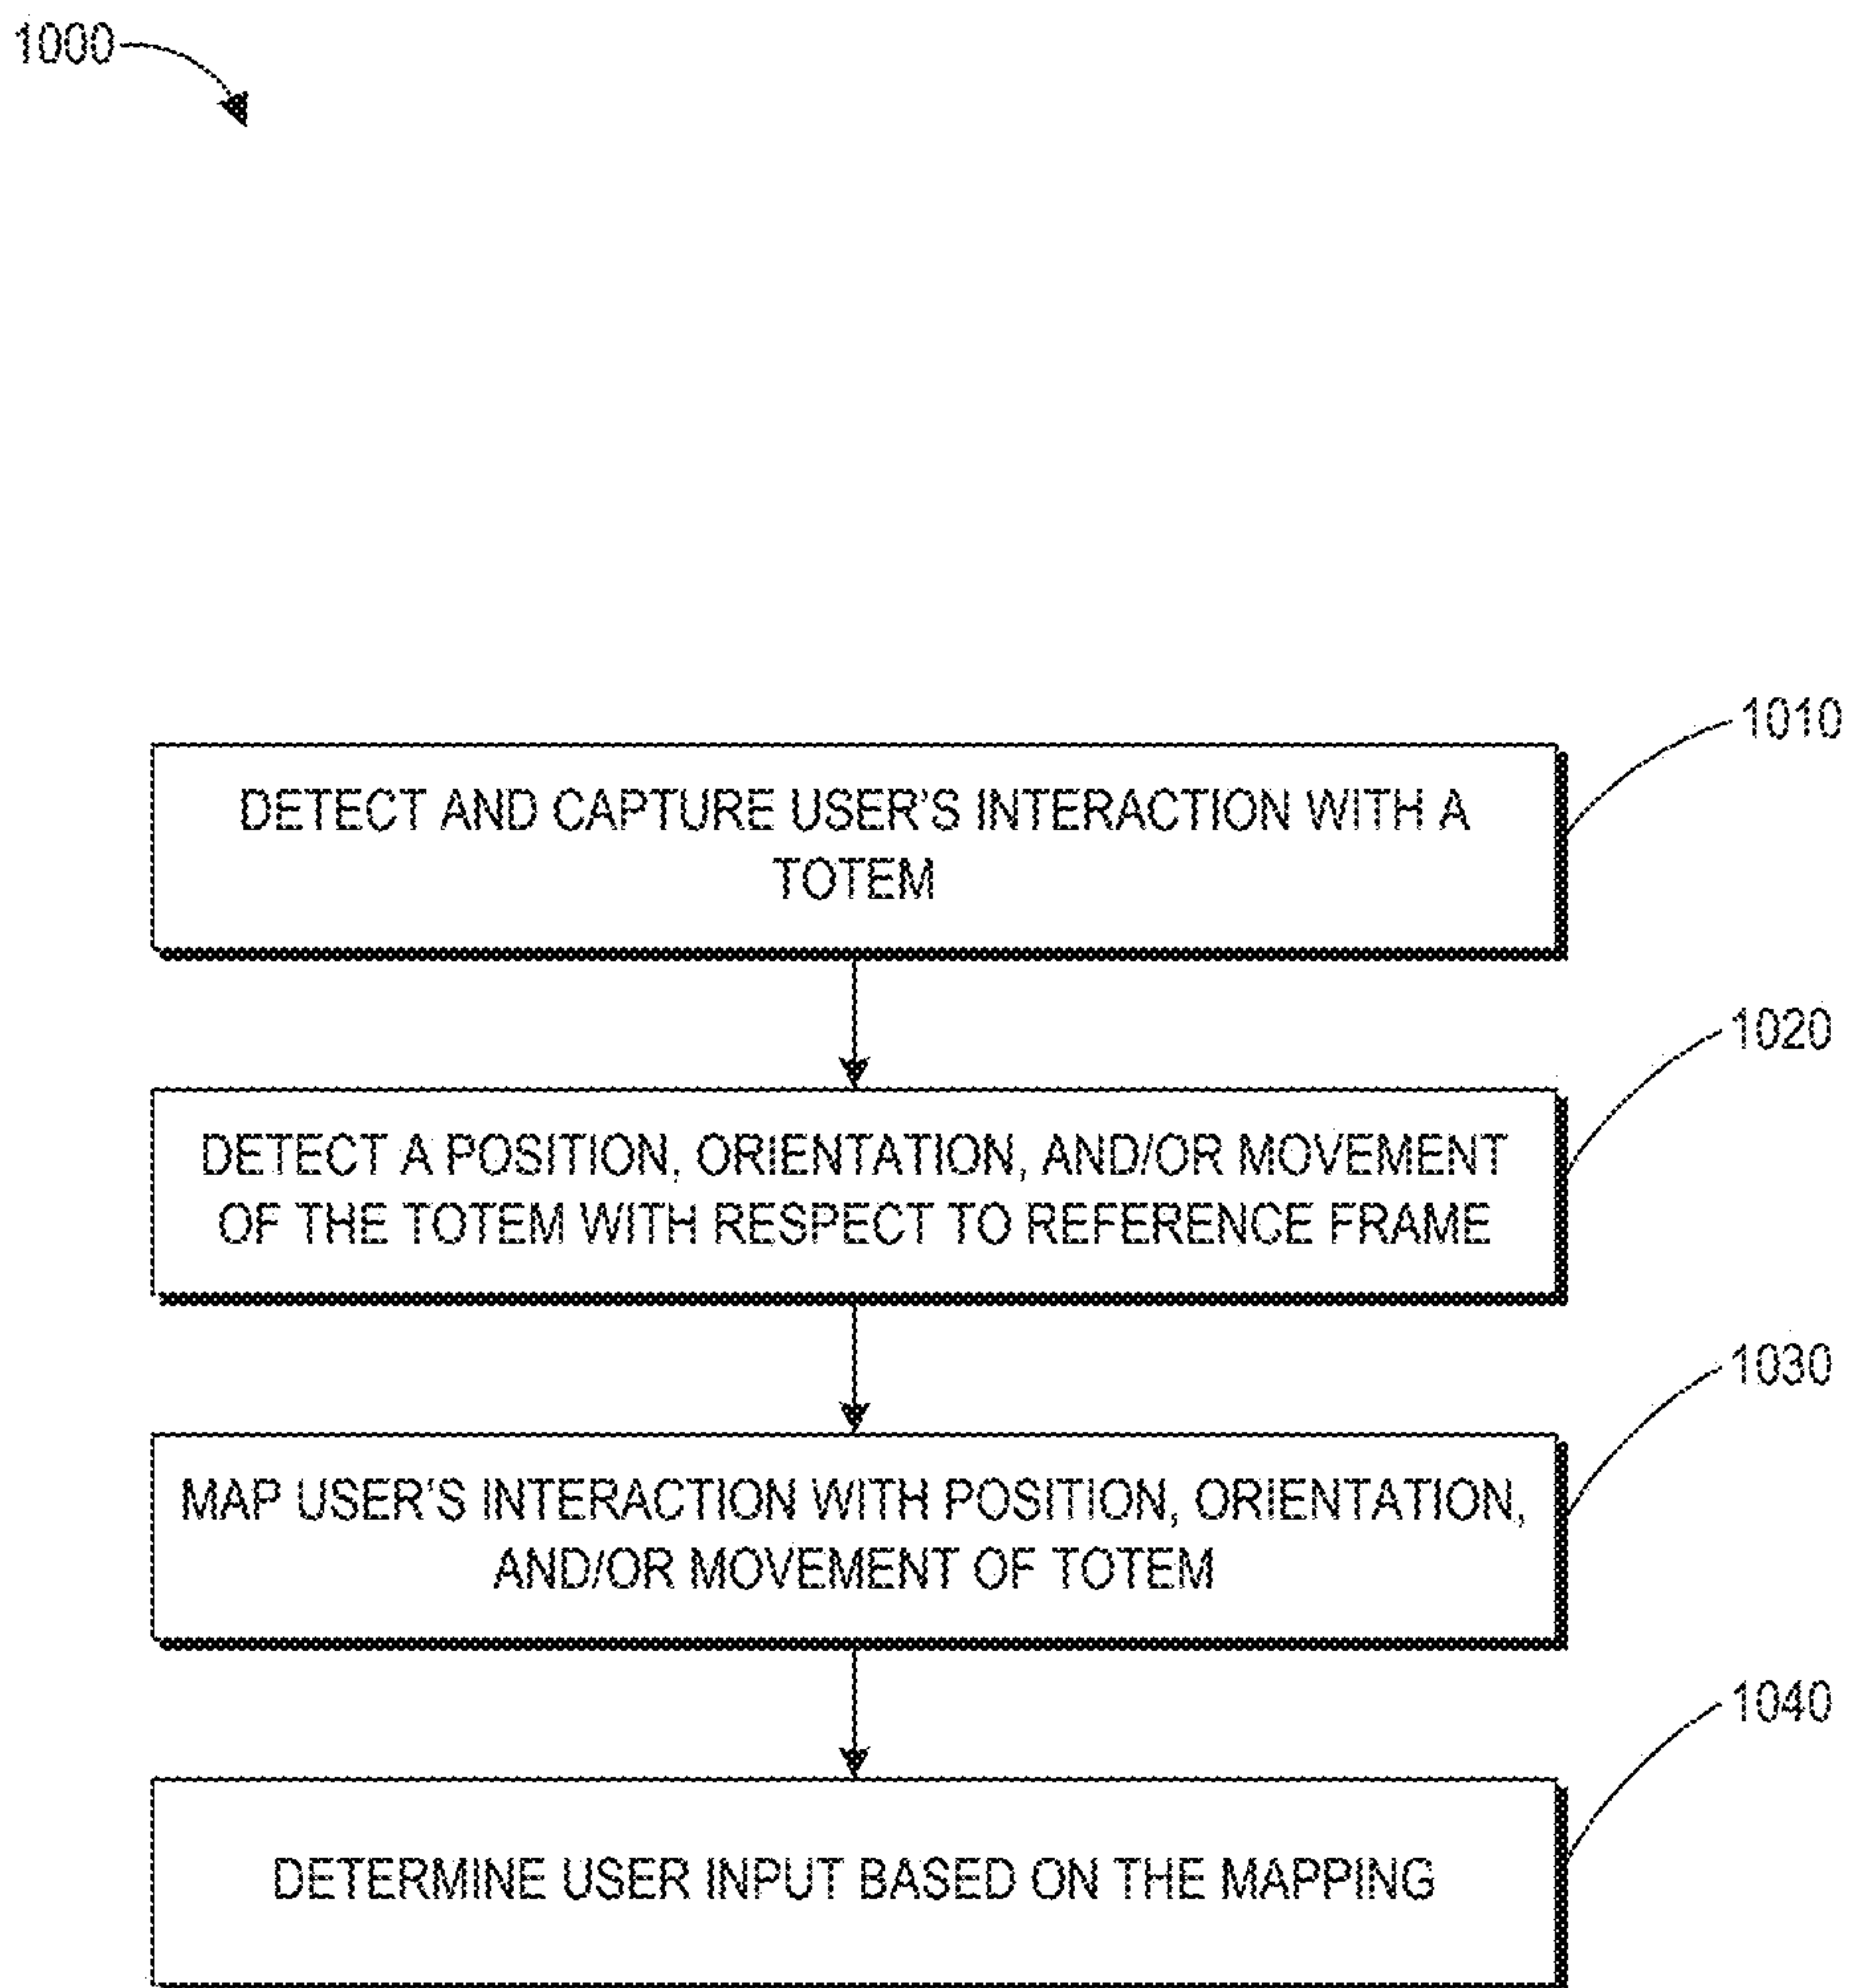 1000
1010
DETECT AND CAPTURE USER'S INTERACTION WITH A
TOTEM
1020
DETECT A POSITION, ORIENTATION, AND/OR MOVEMENT
OF THE TOTEM WITH RESPECT TO REFERENCE FRAME
1030
MAP USER'S INTERACTION WITH POSITION, ORIENTATION,
AND/OR MOVEMENT OF TOTEM
1040
DETERMINE USER INPUT BASED ON THE MAPPING